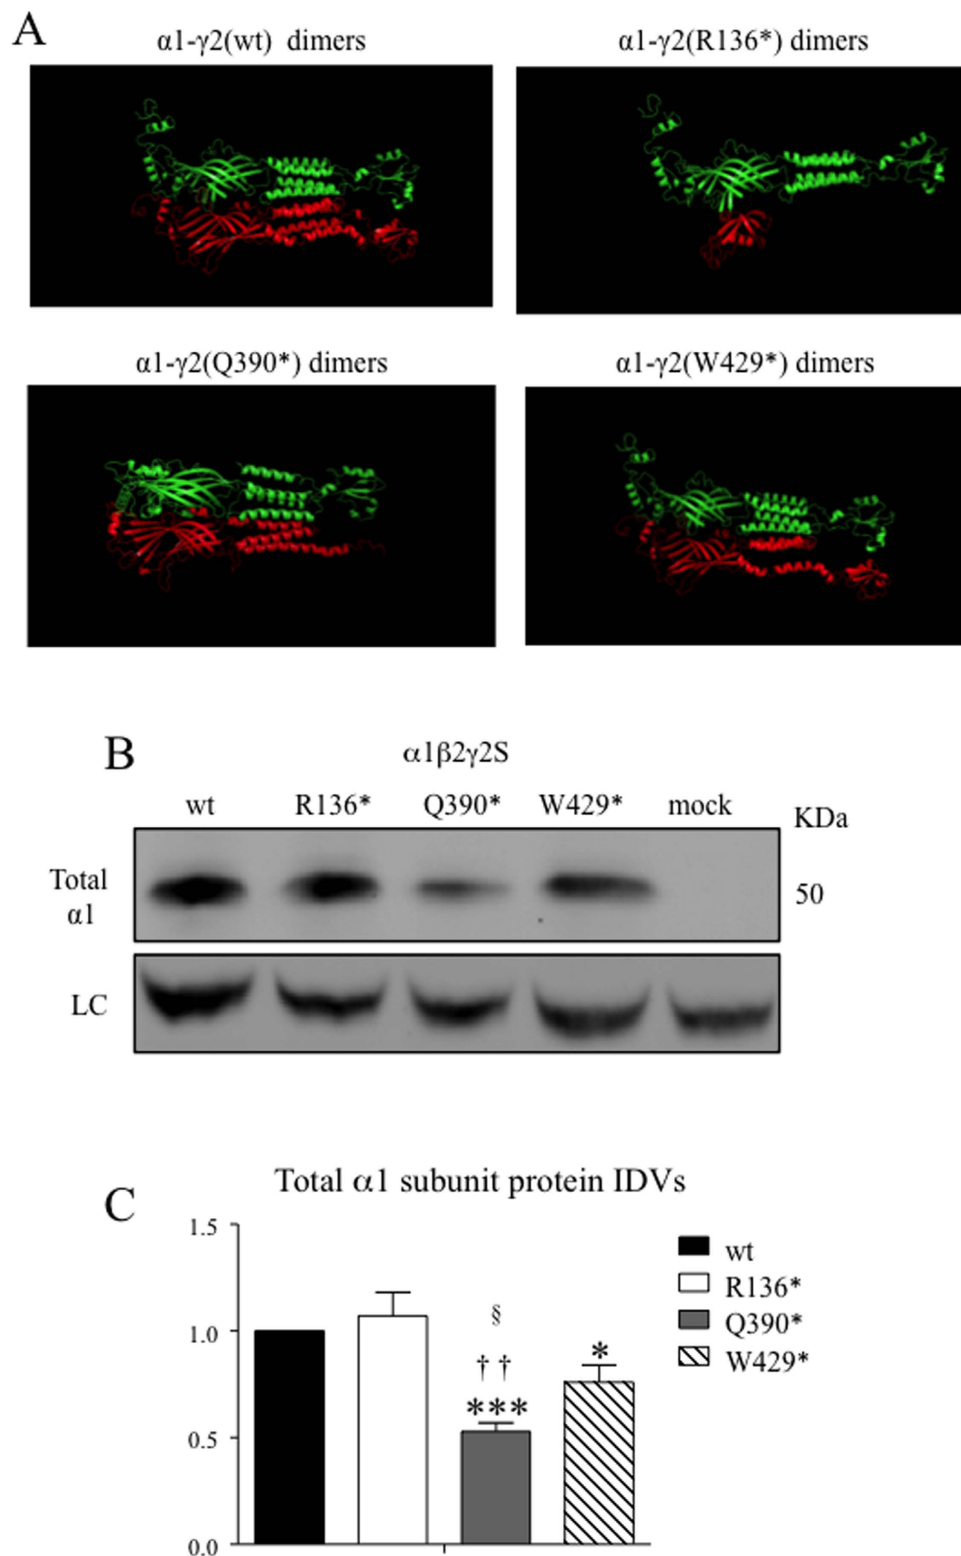 A
α1-γ2(wt) dimers
α1-γ2(R136*) dimers
α1-γ2(Q390*) dimers
α1-γ2(W429*) dimers
B
α1β2γ2S
wt R136* Q390* W429* mock
KDa
Total
α1
50
LC
C
Total α1 subunit protein IDVs
1.5
1.0
0.5
0.0
§
† †
***
*
wt
R136*
Q390*
W429*